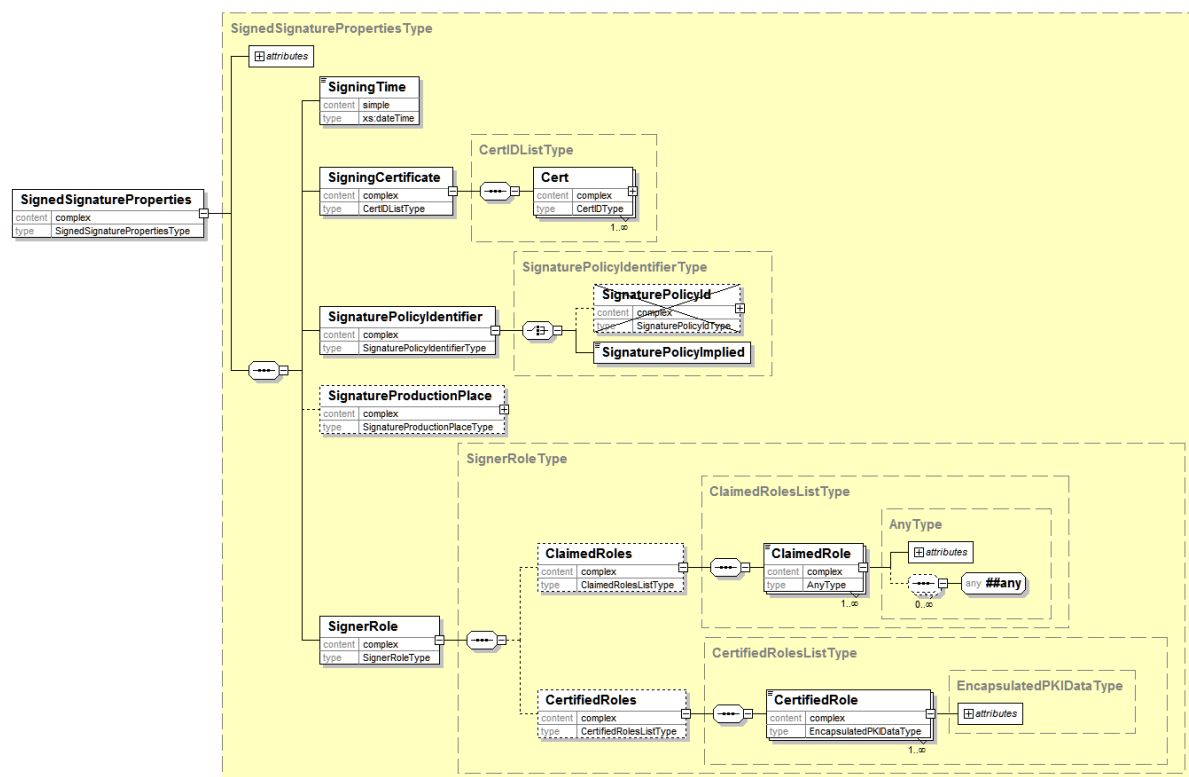 SignedSignaturePropertiesType
attributes
SigningTime
content simple
type xs:dateTime
CertIDListType
SigningCertificate
content complex
type CertIDListType
Cert
content complex
type CertIDType
1..∞
SignedSignatureProperties
content complex
type SignedSignaturePropertiesType
SignaturePolicyIdentifierType
SignaturePolicyId
content complex
type SignaturePolicyIdType
SignaturePolicyIdentifier
content complex
type SignaturePolicyIdentifierType
SignaturePolicyImplied
SignatureProductionPlace
content complex
type SignatureProductionPlaceType
SignerRoleType
ClaimedRolesListType
AnyType
ClaimedRoles
content complex
type ClaimedRolesListType
ClaimedRole
content complex
type AnyType
1..∞
attributes
any ##any
0..∞
SignerRole
content complex
type SignerRoleType
CertifiedRolesListType
EncapsulatedPKIDataType
CertifiedRoles
content complex
type CertifiedRolesListType
CertifiedRole
content complex
type EncapsulatedPKIDataType
1..∞
attributes